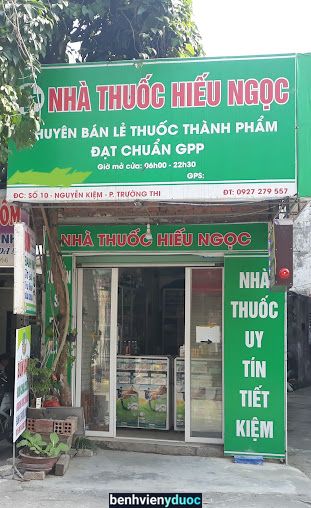 NHÀ THUỐC HIẾU NGỌC
CHUYÊN BÁN LẺ THUỐC THÀNH PHẨM
ĐẠT CHUẨN GPP
Giờ mở cửa: 06h00 - 22h30
GPS:
ĐC: SỐ 10 - NGUYỄN KIỆM - P. TRƯỜNG THI
ĐT: 0927 279 557
NHÀ THUỐC HIẾU NGỌC
NHÀ
THUỐC
UY
TÍN
TIẾT
KIỆM
benhvienyduoc